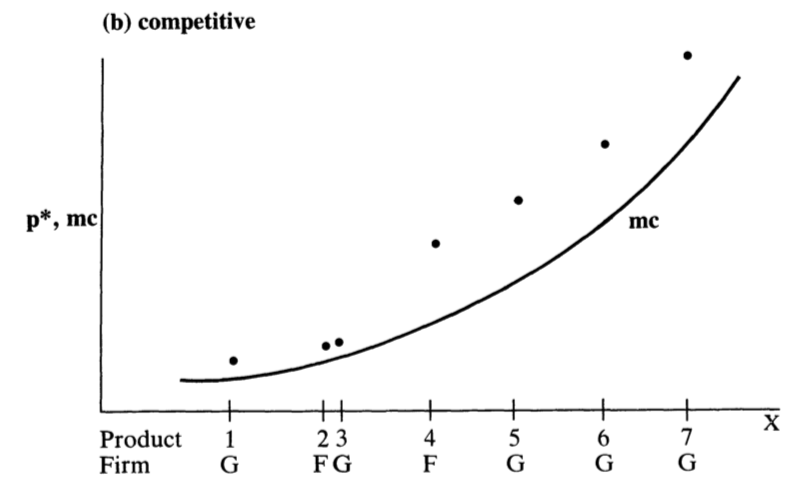 (b) competitive
p*, mc
mc
X
Product 1 2 3 4 5 6 7
Firm G F G F G G G